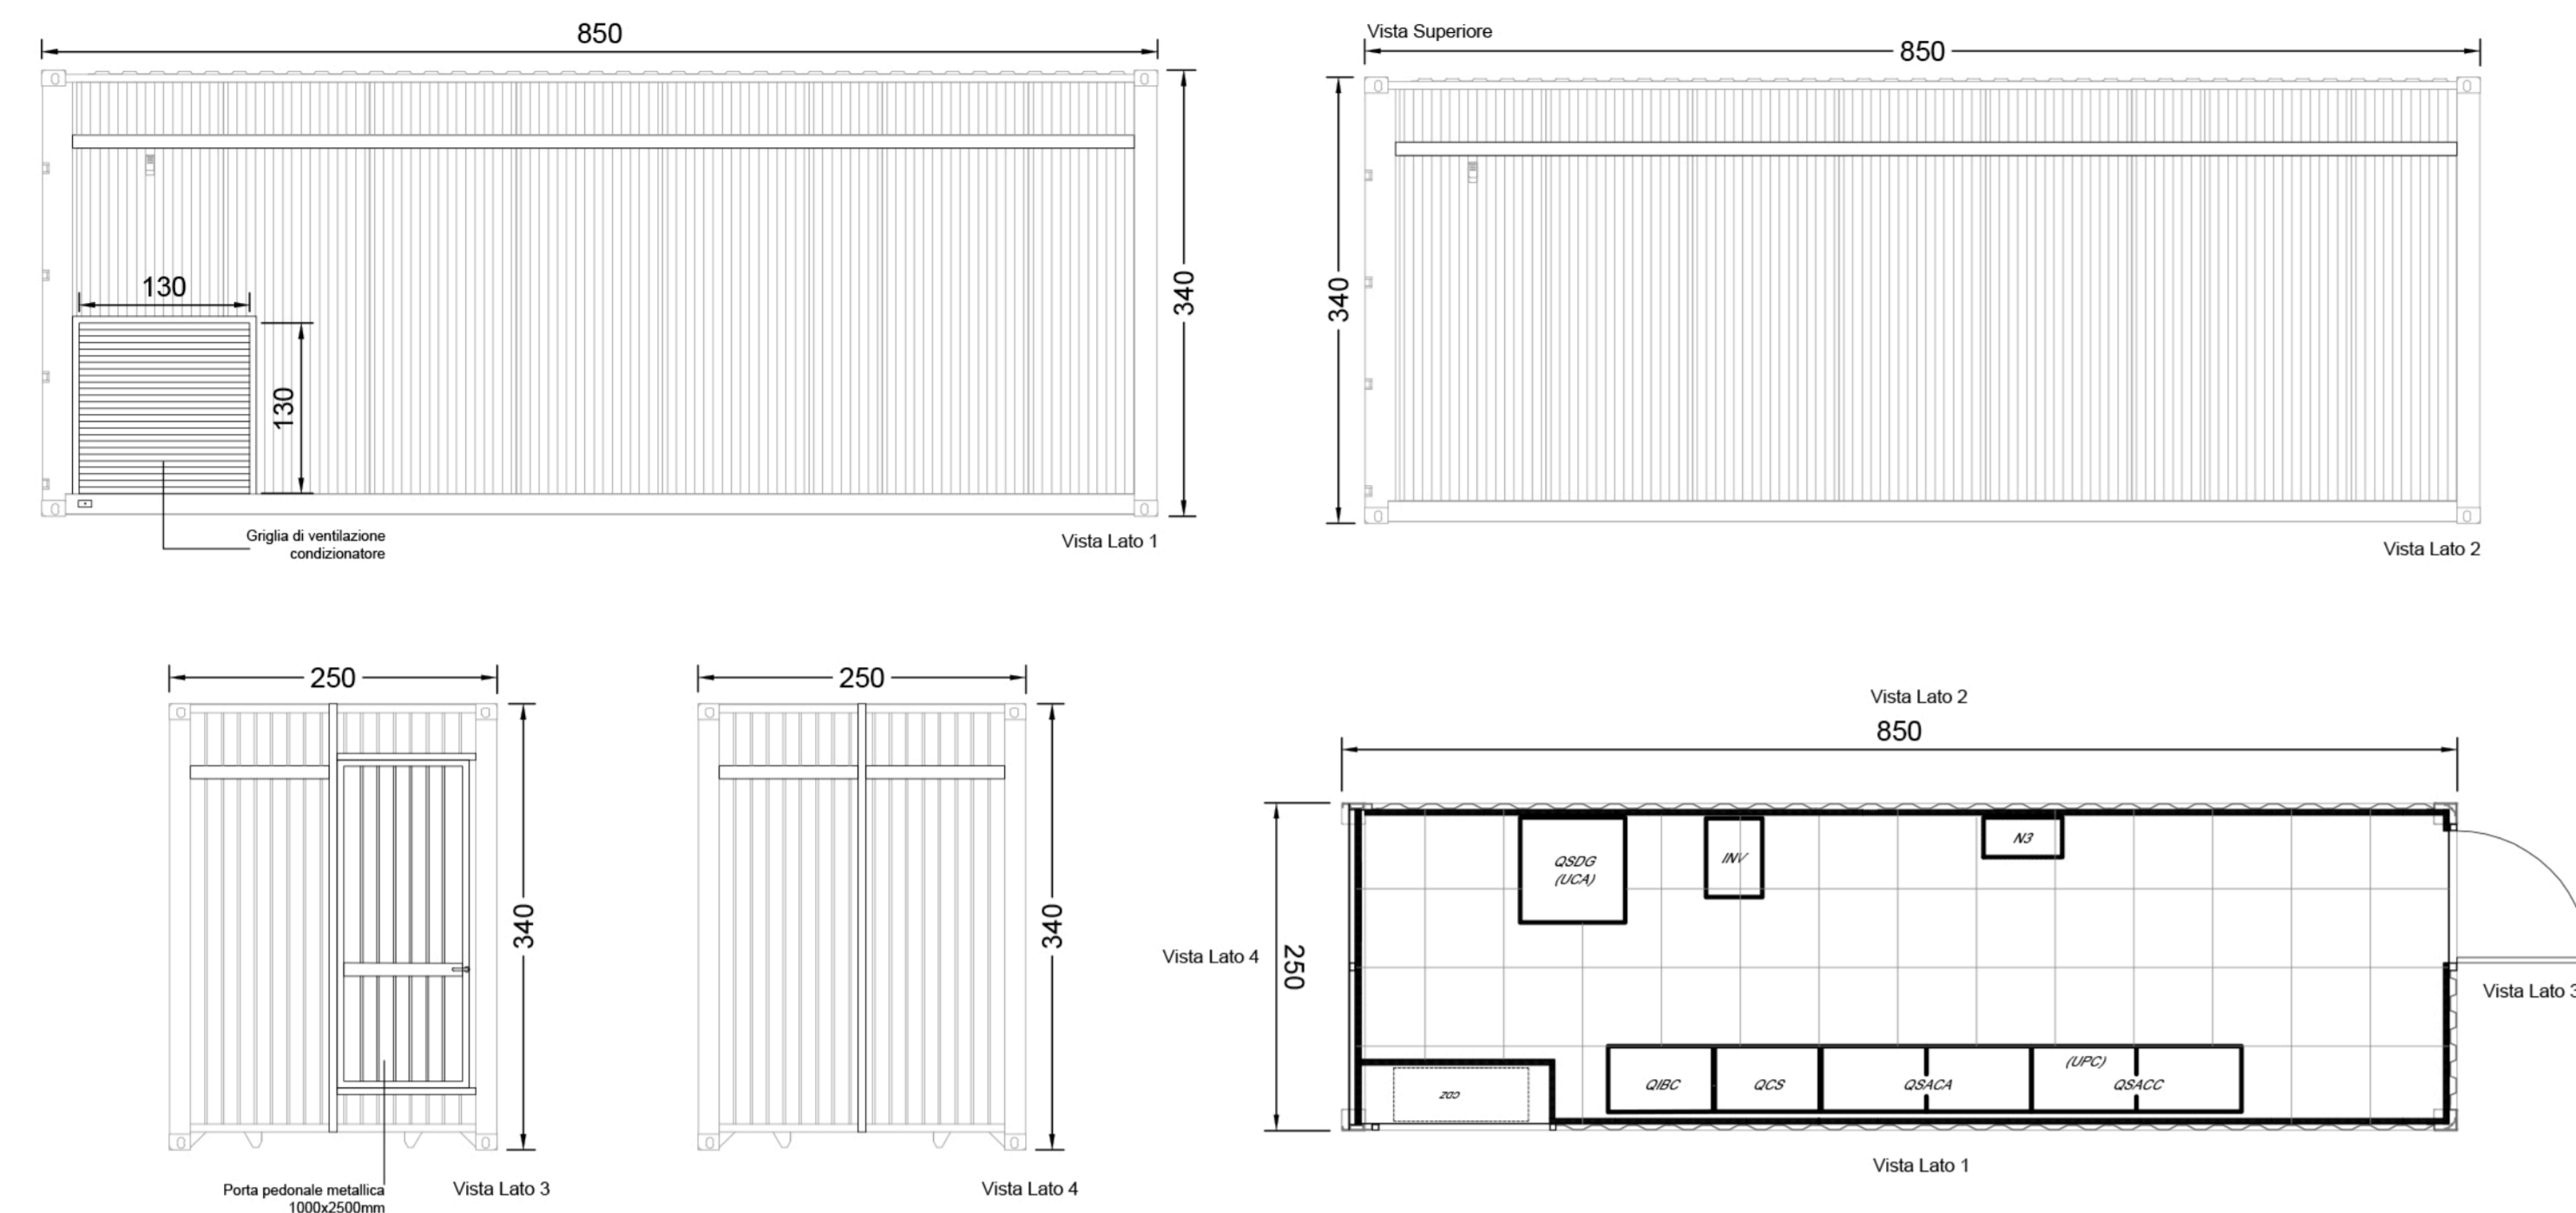 850
340
130
130
Griglia di ventilazione
condizionatore
Vista Lato 1
Vista Superiore
850
340
Vista Lato 2
250
340
Porta pedonale metallica
1000x2500mm
Vista Lato 3
250
340
Vista Lato 4
Vista Lato 2
850
Vista Lato 4
250
QSDG
(UCA)
INV
N3
CDZ
QIBC
QCS
QSACA
(UPC)
QSACC
Vista Lato 3
Vista Lato 1